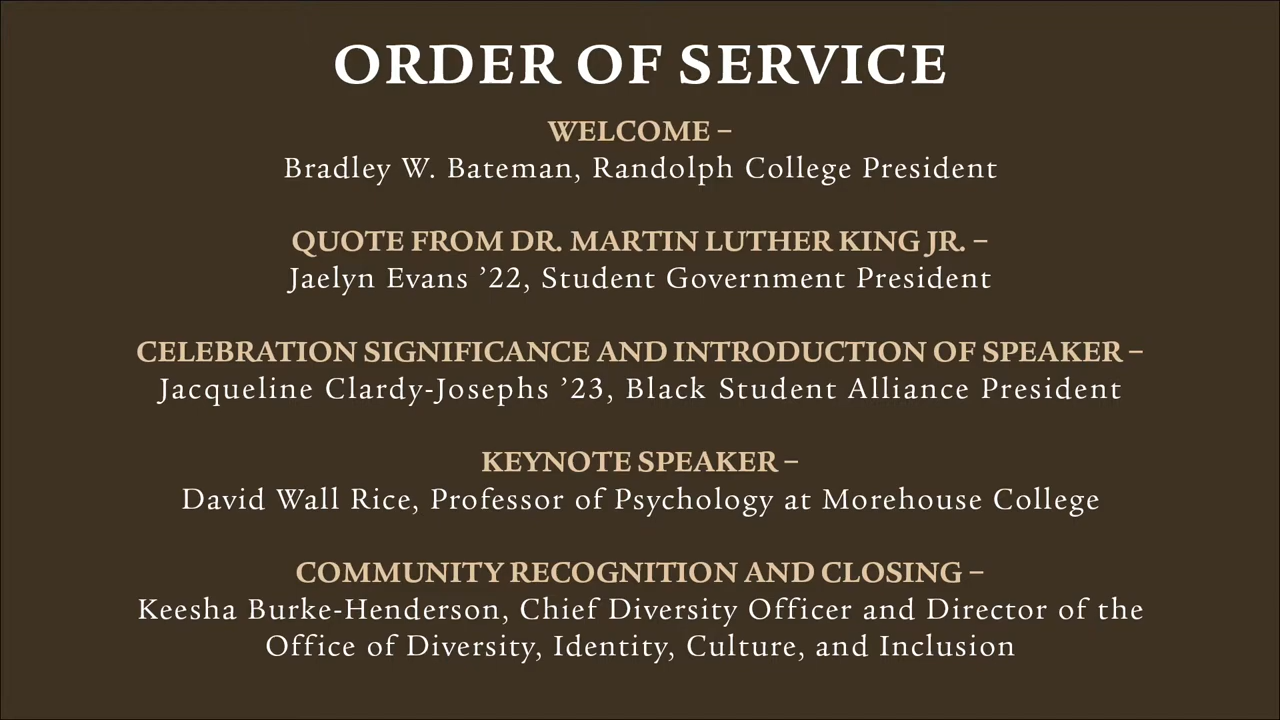 ORDER OF SERVICE
WELCOME –
Bradley W. Bateman, Randolph College President
QUOTE FROM DR. MARTIN LUTHER KING JR. –
Jaelyn Evans ’22, Student Government President
CELEBRATION SIGNIFICANCE AND INTRODUCTION OF SPEAKER –
Jacqueline Clardy-Josephs ’23, Black Student Alliance President
KEYNOTE SPEAKER –
David Wall Rice, Professor of Psychology at Morehouse College
COMMUNITY RECOGNITION AND CLOSING –
Keesha Burke-Henderson, Chief Diversity Officer and Director of the
Office of Diversity, Identity, Culture, and Inclusion